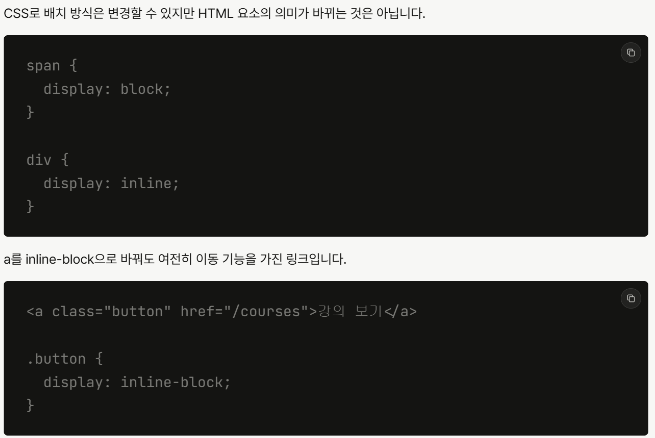 CSS로 배치 방식은 변경할 수 있지만 HTML 요소의 의미가 바뀌는 것은 아닙니다.
span {
  display: block;
}
div {
  display: inline;
}
a를 inline-block으로 바꿔도 여전히 이동 기능을 가진 링크입니다.
<a class="button" href="/courses">강의 보기</a>
.button {
  display: inline-block;
}